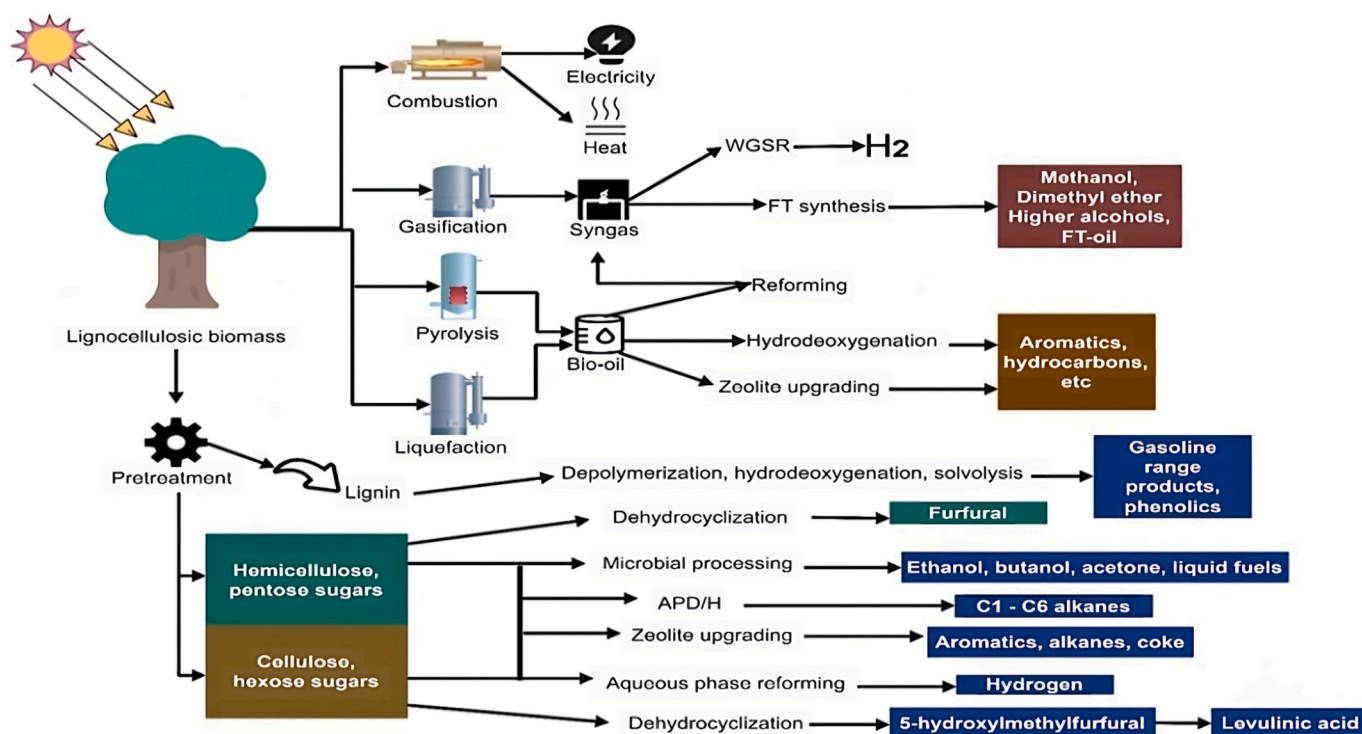 Electricity
Combustion
Heat
WGSR
H2
Gasification
Syngas
FT synthesis
Methanol,
Dimethyl ether
Higher alcohols,
FT-oil
Lignocellulosic biomass
Pyrolysis
Reforming
Bio-oil
Hydrodeoxygenation
Zeolite upgrading
Aromatics,
hydrocarbons,
etc
Liquefaction
Pretreatment
Lignin
Depolymerization, hydrodeoxygenation, solvolysis
Gasoline
range
products,
phenolics
Hemicellulose,
pentose sugars
Cellulose,
hexose sugars
Dehydrocyclization
Furfural
Microbial processing
Ethanol, butanol, acetone, liquid fuels
APD/H
C1 - C6 alkanes
Zeolite upgrading
Aromatics, alkanes, coke
Aqueous phase reforming
Hydrogen
Dehydrocyclization
5-hydroxylmethylfurfural
Levulinic acid